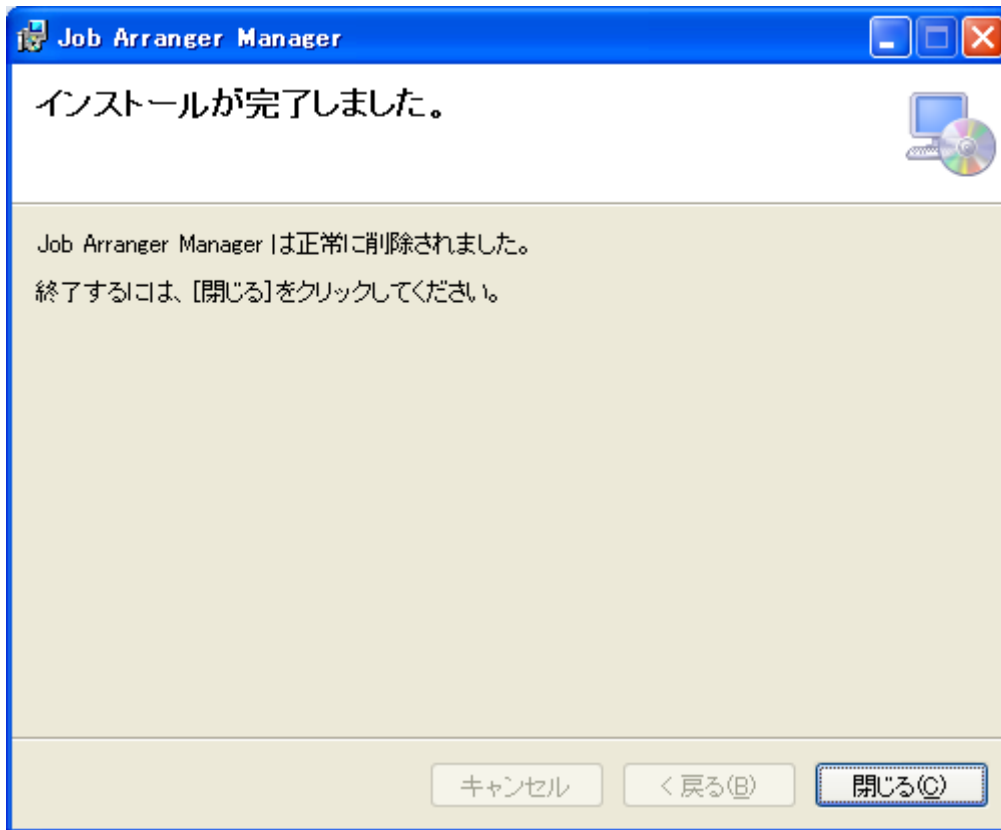 Job Arranger Manager
インストールが完了しました。
Job Arranger Manager は正常に削除されました。
終了するには、[閉じる]をクリックしてください。
キャンセル
< 戻る(B)
閉じる(C)